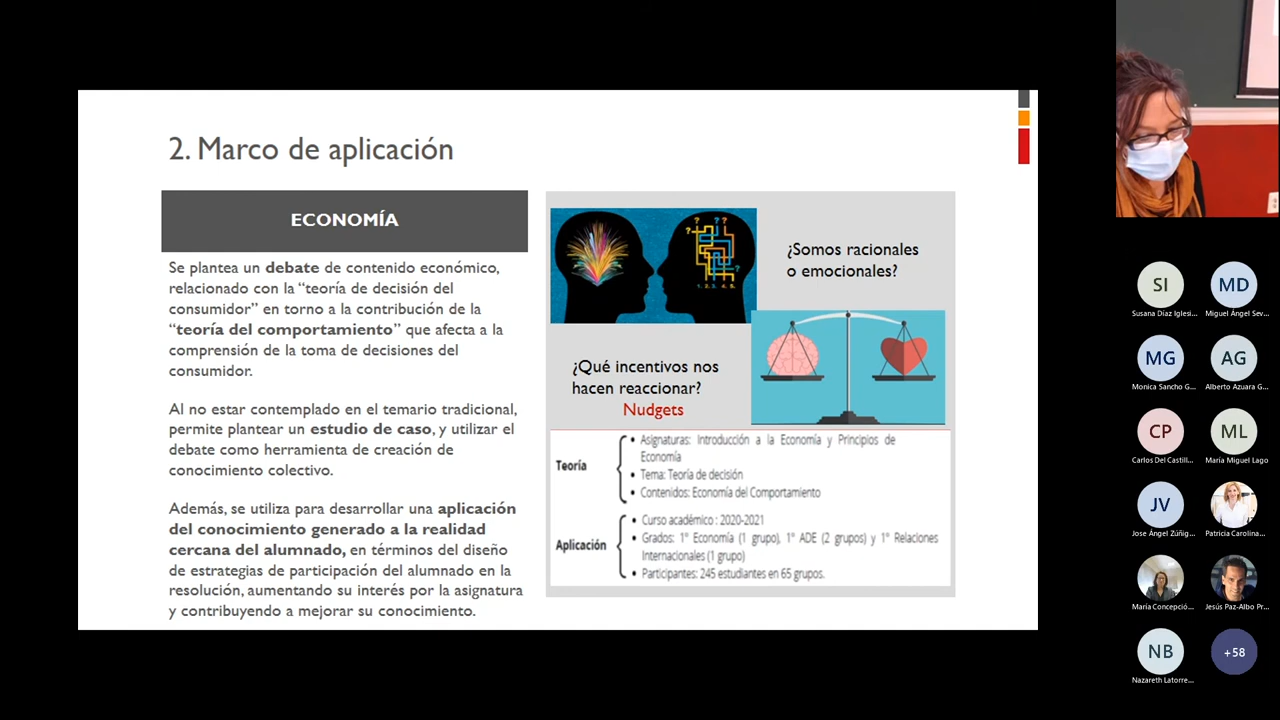 2. Marco de aplicación
ECONOMÍA
Se plantea un debate de contenido económico,
relacionado con la “teoría de decisión del
consumidor” en torno a la contribución de la
“teoría del comportamiento” que afecta a la
comprensión de la toma de decisiones del
consumidor.
Al no estar contemplado en el temario tradicional,
permite plantear un estudio de caso, y utilizar el
debate como herramienta de creación de
conocimiento colectivo.
Además, se utiliza para desarrollar una aplicación
del conocimiento generado a la realidad
cercana del alumnado, en términos del diseño
de estrategias de participación del alumnado en la
resolución, aumentando su interés por la asignatura
y contribuyendo a mejorar su conocimiento.
¿Somos racionales
o emocionales?
1. 2. 3. 4. 5.
¿Qué incentivos nos
hacen reaccionar?
Nudgets
Teoría
• Asignaturas: Introducción a la Economía y Principios de
Economía
• Tema: Teoría de decisión
• Contenidos: Economía del Comportamiento
Aplicación
• Curso académico : 2020-2021
• Grados: 1º Economía (1 grupo), 1º ADE (2 grupos) y 1º Relaciones
Internacionales (1 grupo)
• Participantes: 245 estudiantes en 65 grupos.
SI
Susana Díaz Iglesi...
MD
Miguel Ángel Sev...
MG
Monica Sancho G...
AG
Alberto Azuara G...
CP
Carlos Del Castill...
ML
María Miguel Lago
JV
Jose Ángel Zúñig...
Patricia Carolina...
María Concepció...
Jesús Paz-Albo Pr...
NB
Nazareth Latorre...
+58